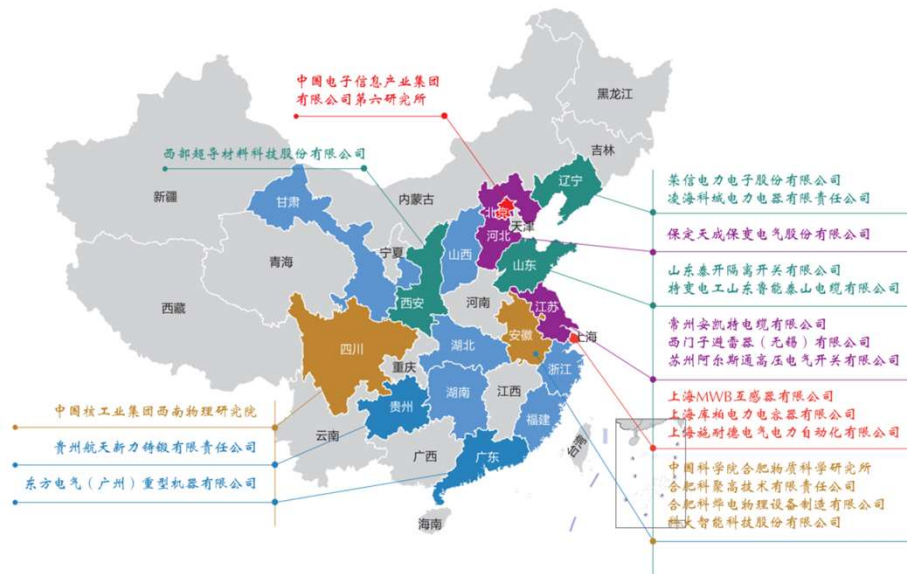 中国电子信息产业集团
有限公司第六研究所
西部超导材料科技股份有限公司
黑龙江
吉林
辽宁
新疆
甘肃
内蒙古
北京
天津
河北
宁夏
山西
山东
青海
西藏
西安
河南
江苏
安徽
上海
四川
湖北
重庆
浙江
湖南
江西
贵州
福建
云南
广西
广东
台湾
海南
荣信电力电子股份有限公司
凌海科城电力电器有限责任公司
保定天威保变电气股份有限公司
山东泰开隔离开关有限公司
特变电工山东鲁能泰山电缆有限公司
常州安凯特电缆有限公司
西门子避雷器（无锡）有限公司
苏州阿尔斯通高压电气开关有限公司
上海MWB互感器有限公司
上海库柏电力电容器有限公司
上海施耐德电气电力自动化有限公司
中国科学院合肥物质科学研究所
合肥科聚高技术有限责任公司
合肥科烨电物理设备制造有限公司
科大智能科技股份有限公司
中国核工业集团西南物理研究院
贵州航天新力铸锻有限责任公司
东方电气（广州）重型机器有限公司